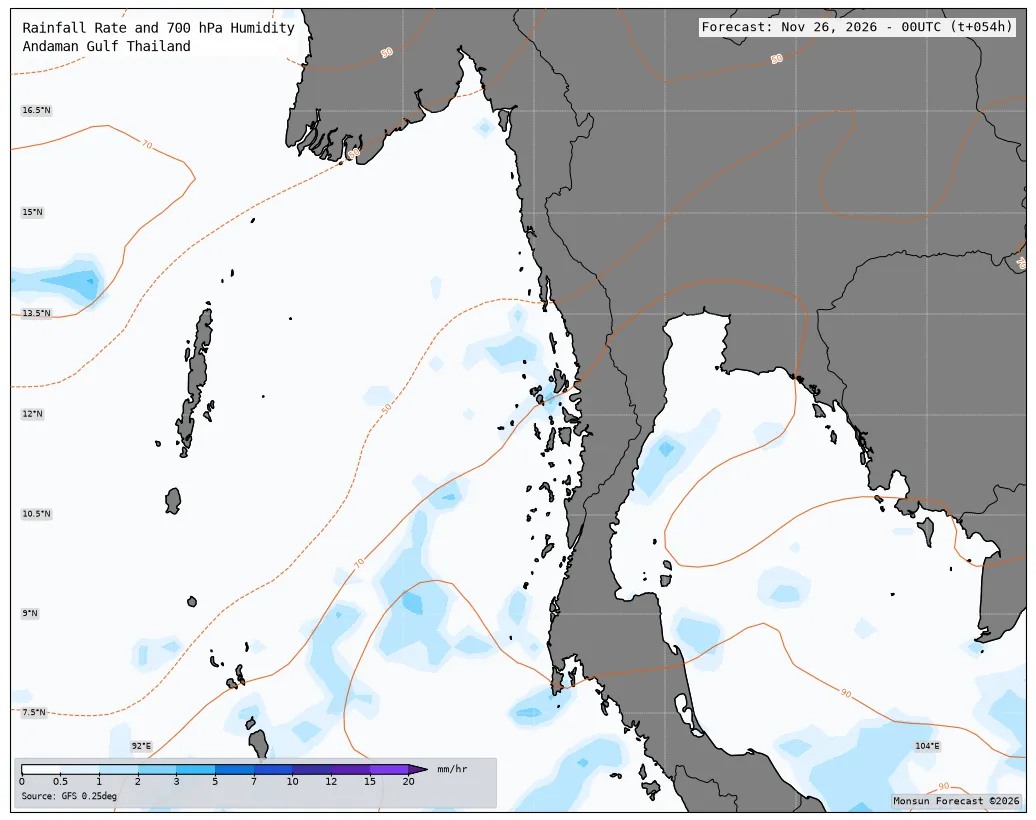 Rainfall Rate and 700 hPa Humidity
Andaman Gulf Thailand
Forecast: Nov 26, 2026 - 00UTC (t+054h)
50
50
16.5°N
70
50
15°N
70
13.5°N
50
12°N
10.5°N
70
9°N
90
7.5°N
92°E
104°E
mm/hr
0 0.5 1 2 3 5 7 10 12 15 20
90
Source: GFS 0.25deg
Monsun Forecast ©2026